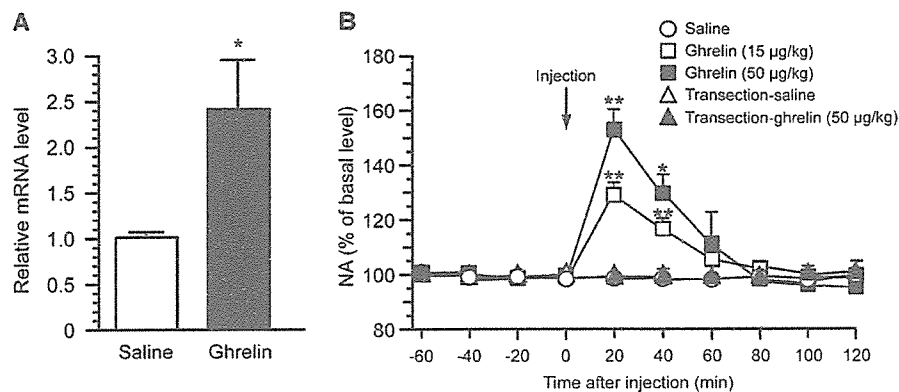 A
Relative mRNA level
3.0
2.5
2.0
1.5
1.0
0.5
0
*
Saline
Ghrelin
B
Saline
Ghrelin (15 µg/kg)
Ghrelin (50 µg/kg)
Transection-saline
Transection-ghrelin (50 µg/kg)
NA (% of basal level)
180
160
140
120
100
80
Injection
**
*
**
**
-60 -40 -20 0 20 40 60 80 100 120
Time after injection (min)